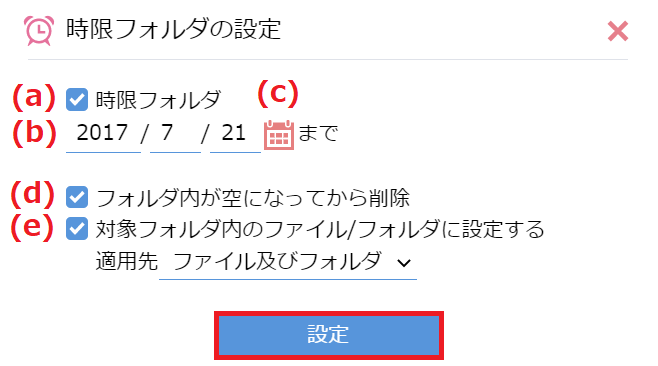 時限フォルダの設定
(a) 時限フォルダ (c)
(b) 2017 / 7 / 21 まで
(d) フォルダ内が空になってから削除
(e) 対象フォルダ内のファイル/フォルダに設定する
適用先 ファイル及びフォルダ
設定